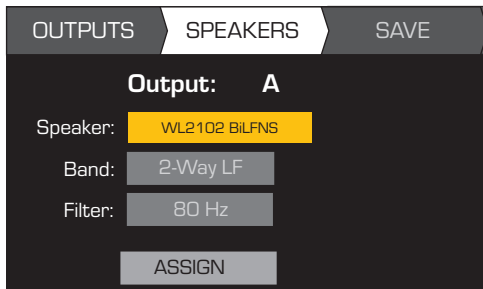 OUTPUTS SPEAKERS SAVE
Output: A
Speaker: WL2102 BiLFNS
Band: 2-Way LF
Filter: 80 Hz
ASSIGN